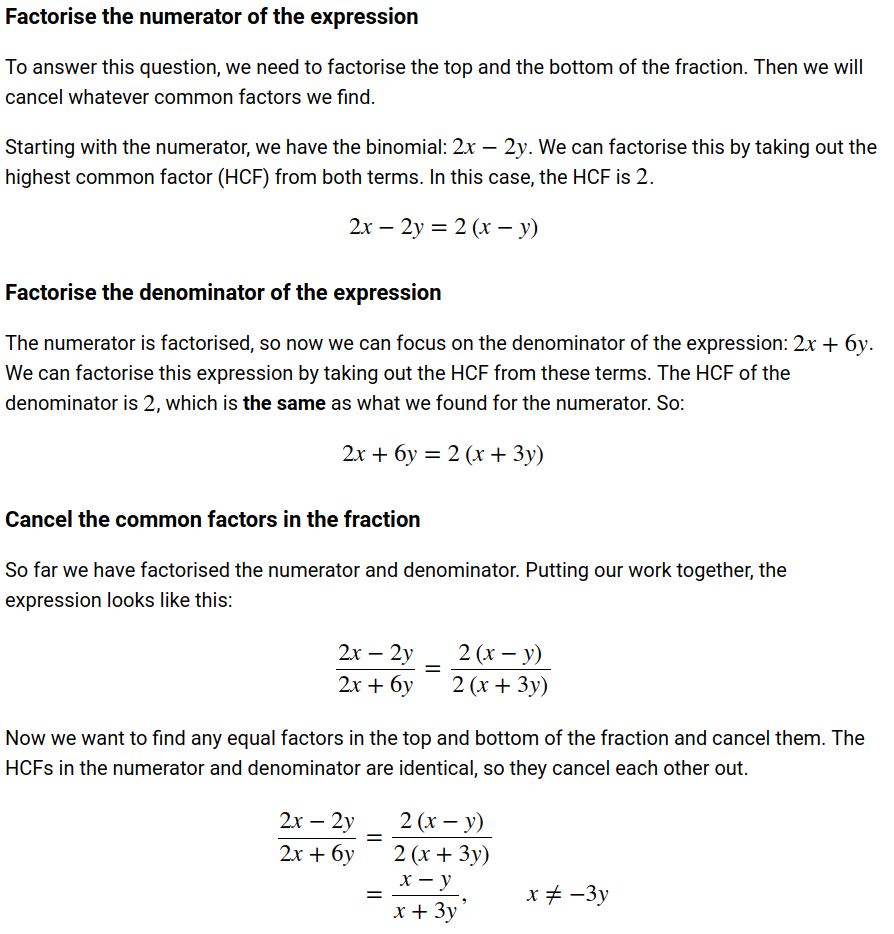 Factorise the numerator of the expression
To answer this question, we need to factorise the top and the bottom of the fraction. Then we will
cancel whatever common factors we find.
Starting with the numerator, we have the binomial: 2x − 2y. We can factorise this by taking out the
highest common factor (HCF) from both terms. In this case, the HCF is 2.
2x − 2y = 2 (x − y)
Factorise the denominator of the expression
The numerator is factorised, so now we can focus on the denominator of the expression: 2x + 6y.
We can factorise this expression by taking out the HCF from these terms. The HCF of the
denominator is 2, which is the same as what we found for the numerator. So:
2x + 6y = 2 (x + 3y)
Cancel the common factors in the fraction
So far we have factorised the numerator and denominator. Putting our work together, the
expression looks like this:
\frac{2x − 2y}{2x + 6y} = \frac{2 (x − y)}{2 (x + 3y)}
Now we want to find any equal factors in the top and bottom of the fraction and cancel them. The
HCFs in the numerator and denominator are identical, so they cancel each other out.
\frac{2x − 2y}{2x + 6y} = \frac{2 (x − y)}{2 (x + 3y)}
= \frac{x − y}{x + 3y}, x ≠ −3y